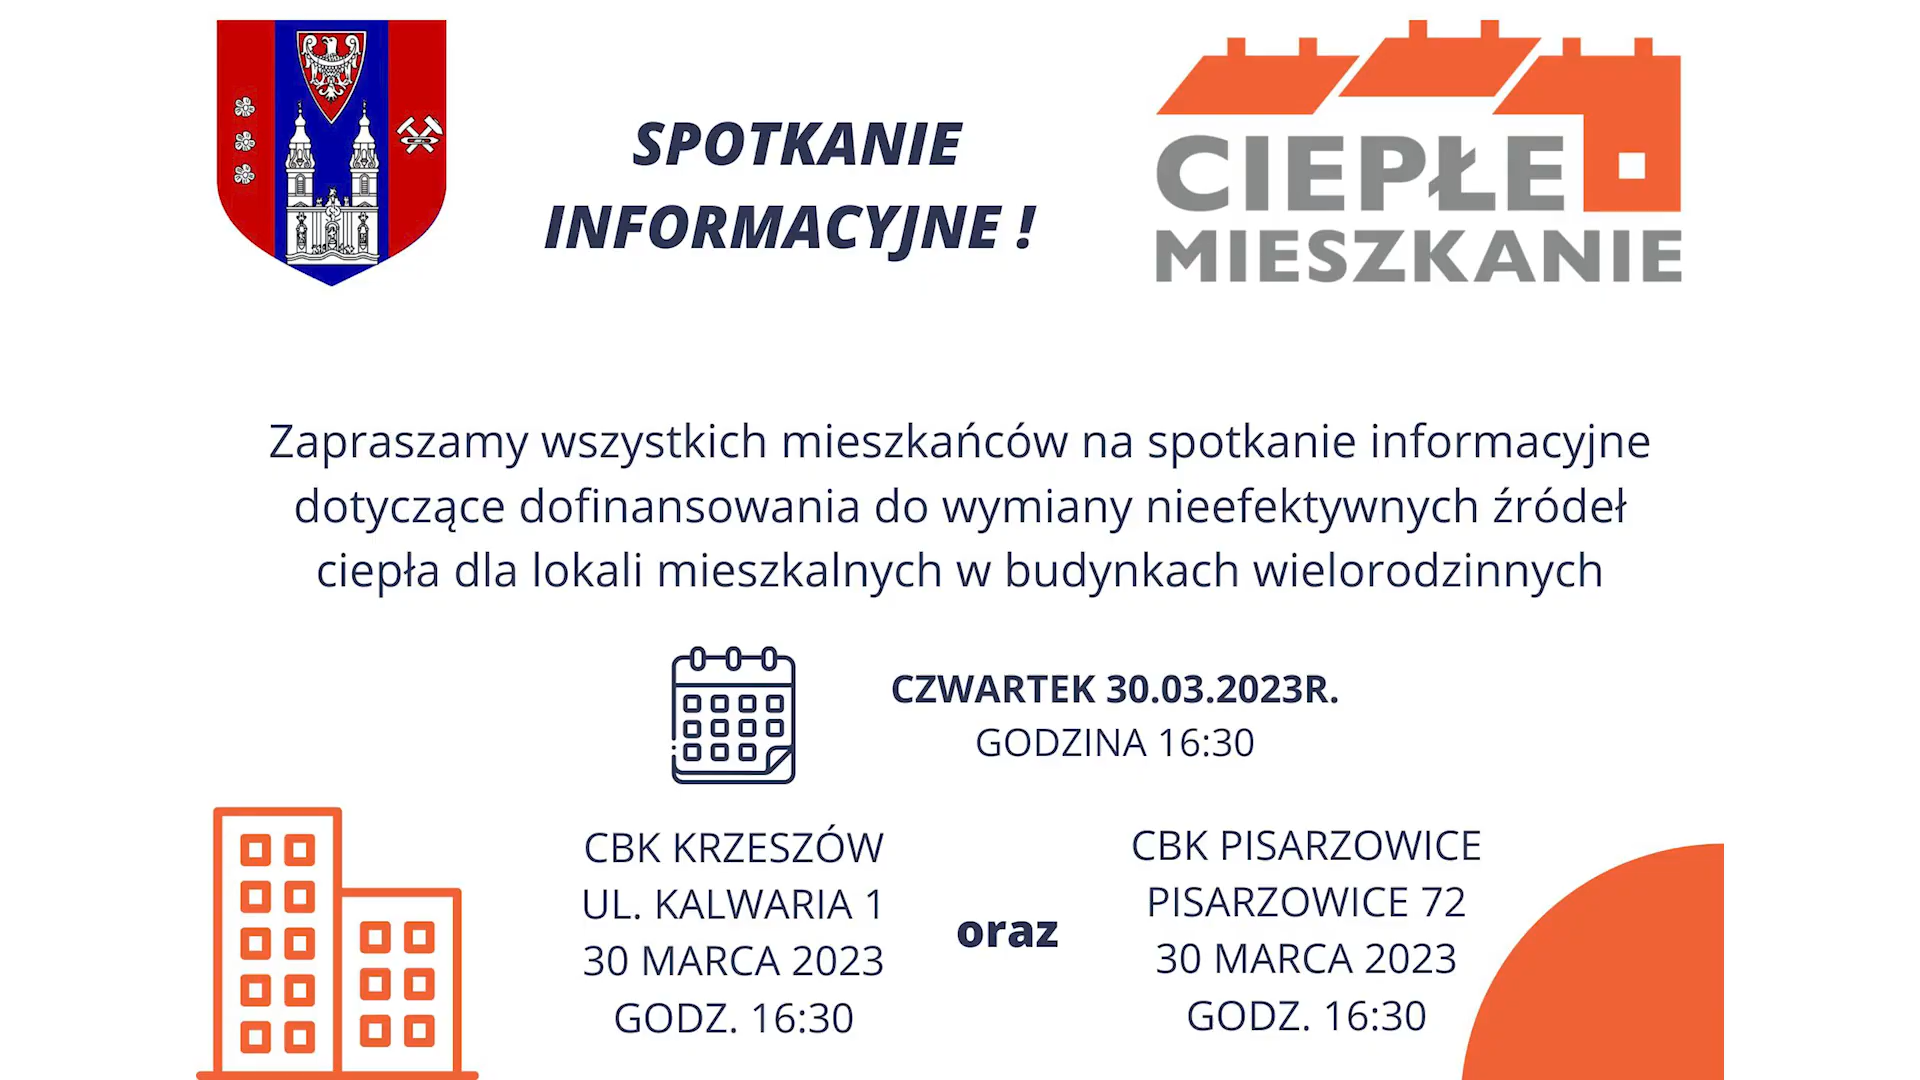 SPOTKANIE
INFORMACYJNE !
CIEPŁE
MIESZKANIE
Zapraszamy wszystkich mieszkańców na spotkanie informacyjne
dotyczące dofinansowania do wymiany nieefektywnych źródeł
ciepła dla lokali mieszkalnych w budynkach wielorodzinnych
CZWARTEK 30.03.2023R.
GODZINA 16:30
CBK KRZESZÓW
UL. KALWARIA 1
30 MARCA 2023
GODZ. 16:30
oraz
CBK PISARZOWICE
PISARZOWICE 72
30 MARCA 2023
GODZ. 16:30